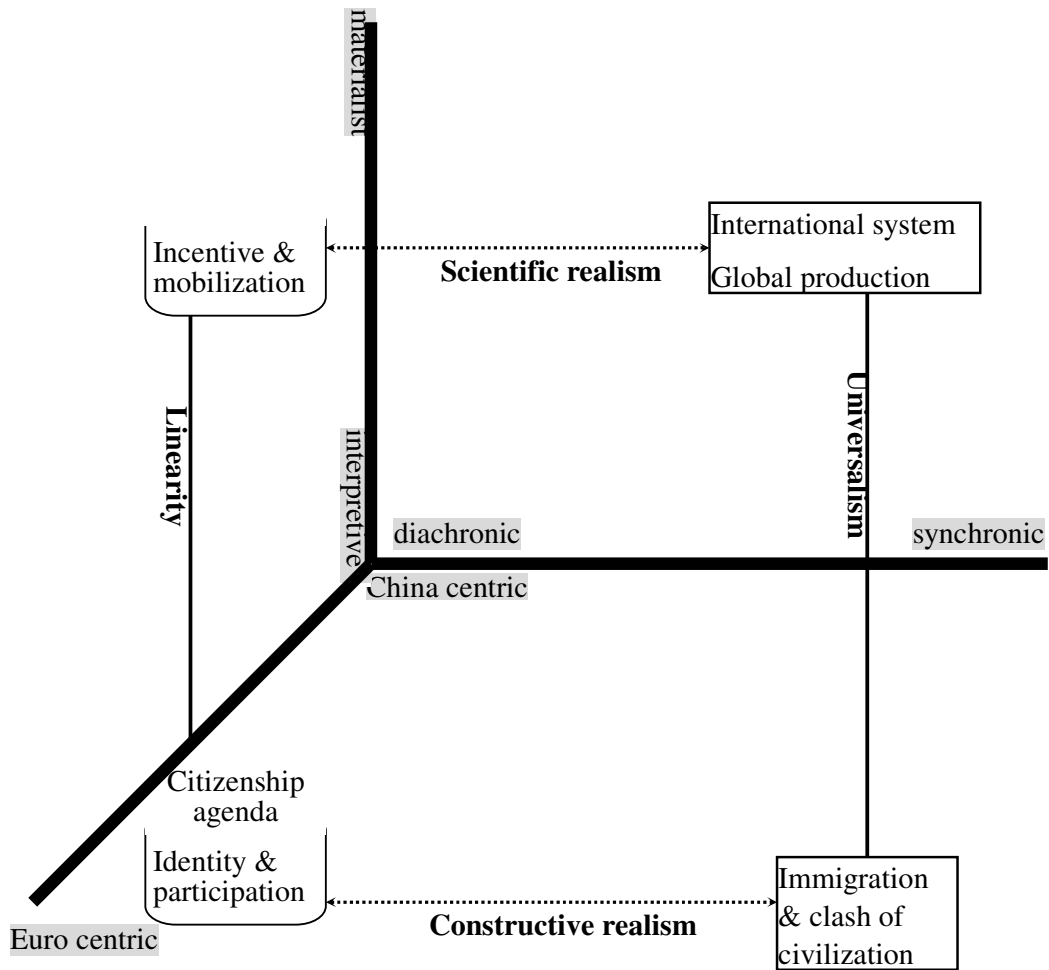 materialist
International system
Incentive &
mobilization
Scientific realism
Global production
Linearity
Universalism
interpretive
diachronic
synchronic
China centric
Citizenship
agenda
Identity &
participation
Immigration
& clash of
civilization
Constructive realism
Euro centric